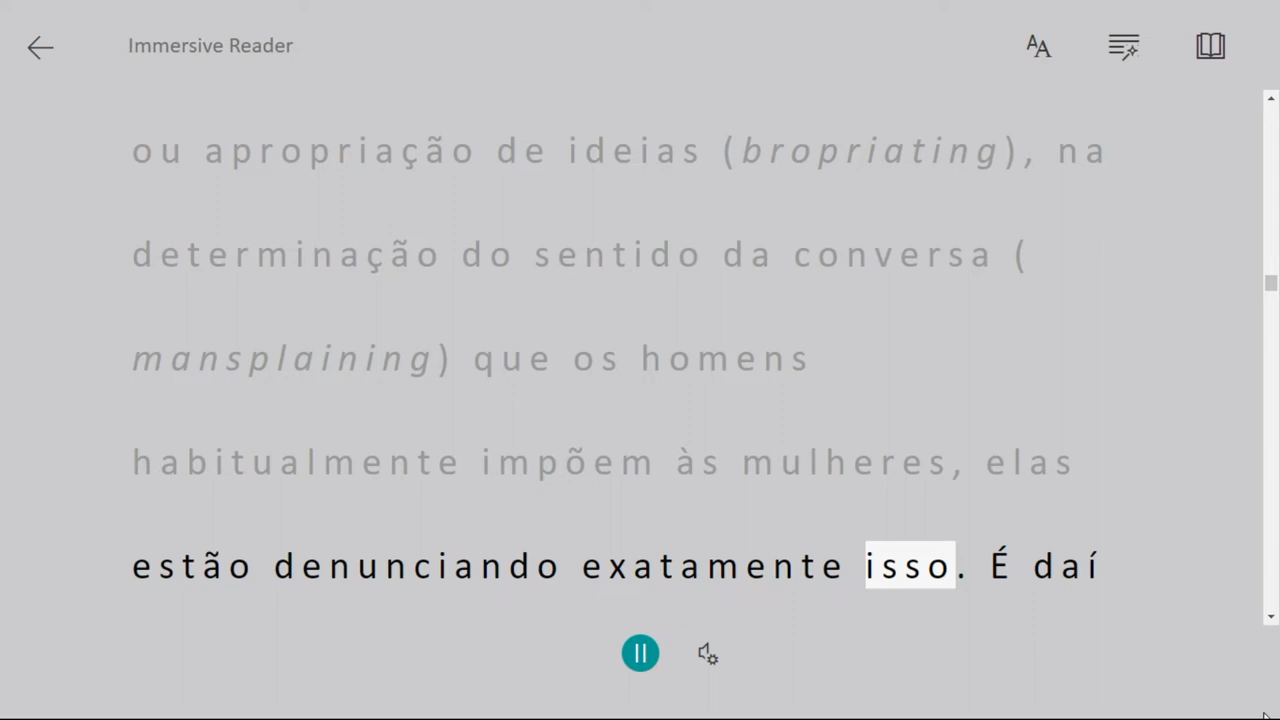 Immersive Reader
ou apropriação de ideias (bropriating), na
determinação do sentido da conversa (
mansplaining) que os homens
habitualmente impõem às mulheres, elas
estão denunciando exatamente isso. É daí